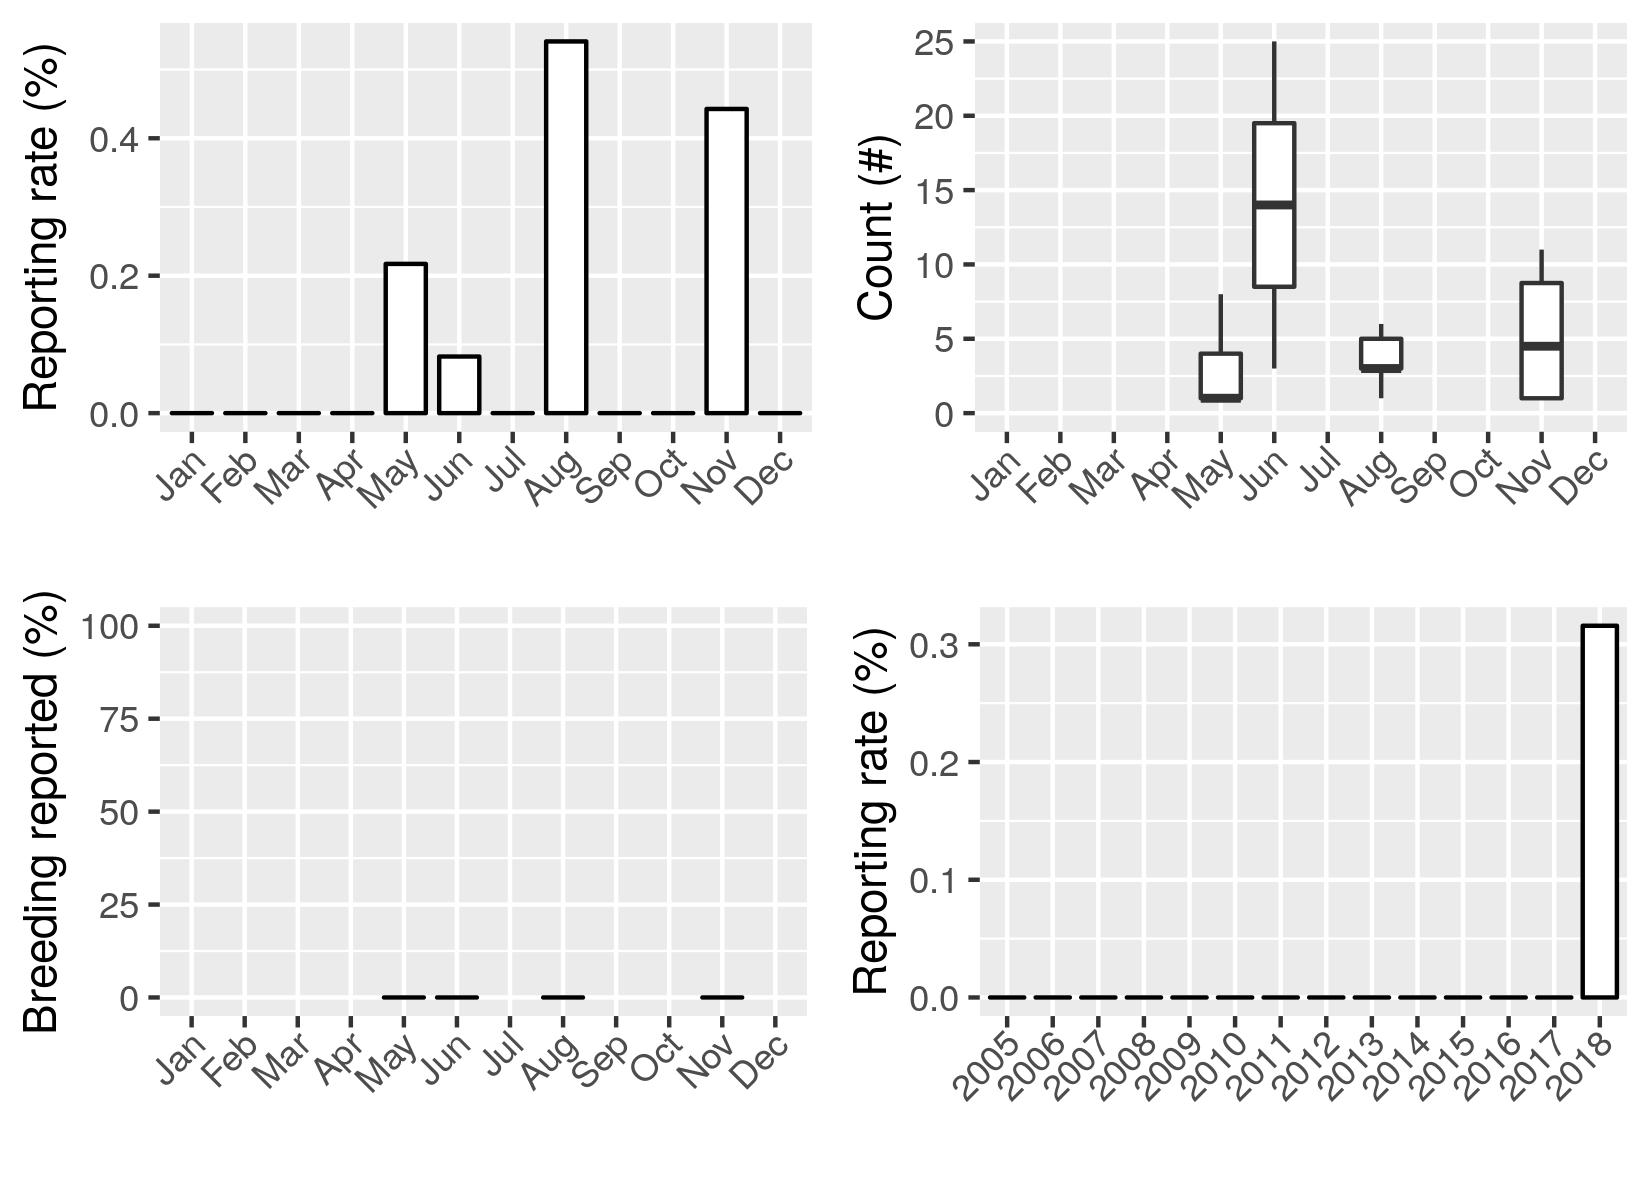 Reporting rate (%)
0.4
0.2
0.0
Jan Feb Mar Apr May Jun Jul Aug Sep Oct Nov Dec
Count (#)
25
20
15
10
5
0
Jan Feb Mar Apr May Jun Jul Aug Sep Oct Nov Dec
Breeding reported (%)
100
75
50
25
0
Jan Feb Mar Apr May Jun Jul Aug Sep Oct Nov Dec
Reporting rate (%)
0.3
0.2
0.1
0.0
2005 2006 2007 2008 2009 2010 2011 2012 2013 2014 2015 2016 2017 2018